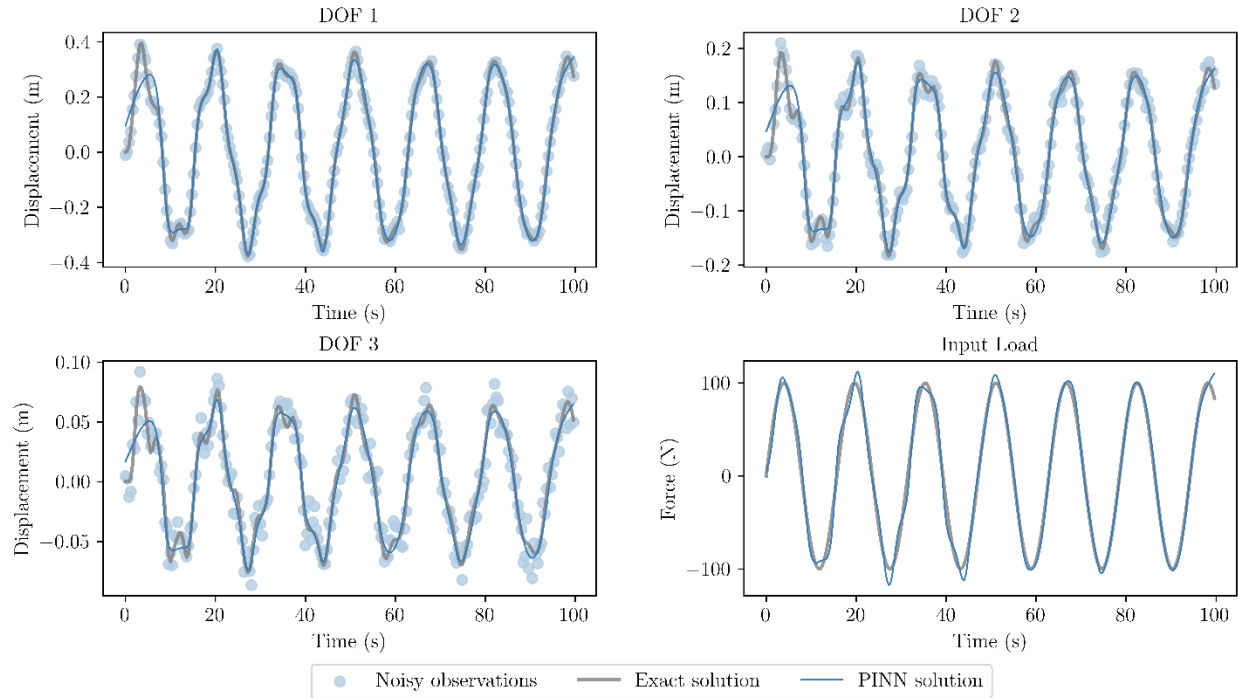 DOF 1
Displacement (m)
0.4
0.2
0.0
−0.2
−0.4
0
20
40
60
80
100
Time (s)
DOF 2
Displacement (m)
0.2
0.1
0.0
−0.1
−0.2
0
20
40
60
80
100
Time (s)
DOF 3
Displacement (m)
0.10
0.05
0.00
−0.05
0
20
40
60
80
100
Time (s)
Input Load
Force (N)
100
0
−100
0
20
40
60
80
100
Time (s)
Noisy observations
Exact solution
PINN solution